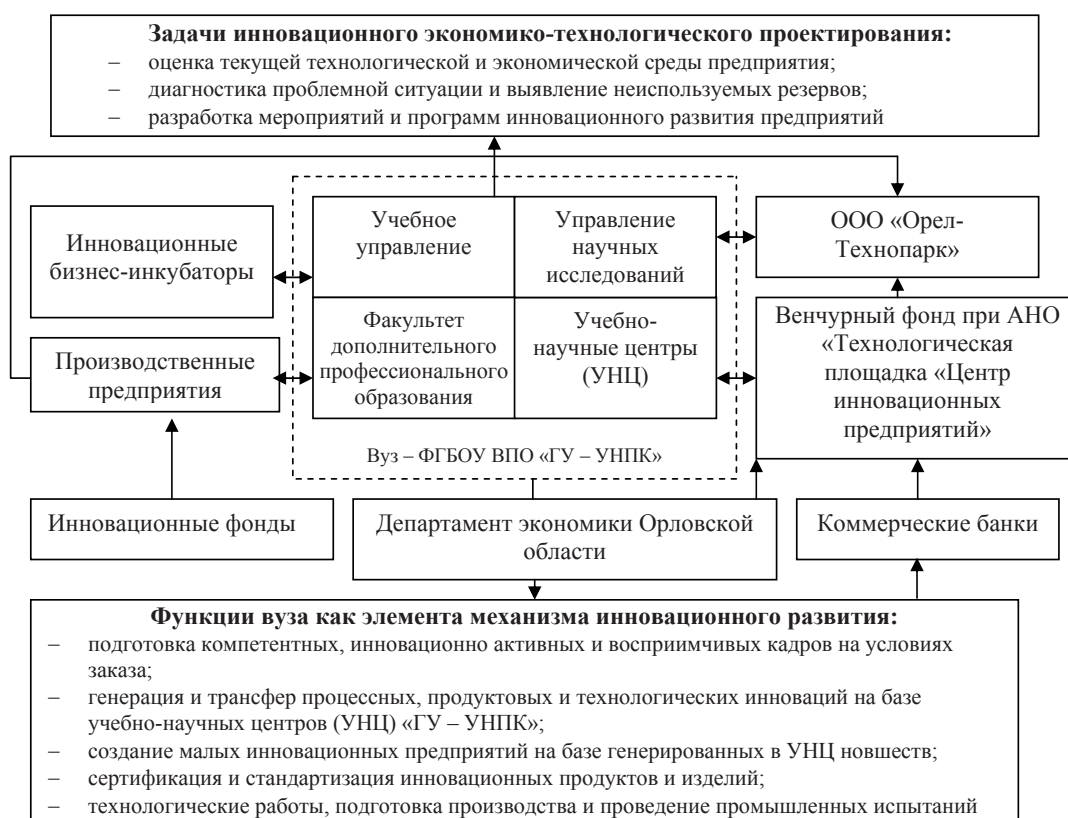 Задачи инновационного экономико-технологического проектирования:
– оценка текущей технологической и экономической среды предприятия;
– диагностика проблемной ситуации и выявление неиспользуемых резервов;
– разработка мероприятий и программ инновационного развития предприятий
Инновационные
бизнес-инкубаторы
Производственные
предприятия
Учебное
управление
Управление
научных
исследований
Факультет
дополнительного
профессионального
образования
Учебно-
научные центры
(УНЦ)
Вуз – ФГБОУ ВПО «ГУ – УНПК»
ООО «Орел-
Технопарк»
Венчурный фонд при АНО
«Технологическая
площадка «Центр
инновационных
предприятий»
Инновационные фонды
Департамент экономики Орловской
области
Коммерческие банки
Функции вуза как элемента механизма инновационного развития:
– подготовка компетентных, инновационно активных и восприимчивых кадров на условиях
заказа;
– генерация и трансфер процессных, продуктовых и технологических инноваций на базе
учебно-научных центров (УНЦ) «ГУ – УНПК»;
– создание малых инновационных предприятий на базе генерированных в УНЦ новшеств;
– сертификация и стандартизация инновационных продуктов и изделий;
– технологические работы, подготовка производства и проведение промышленных испытаний